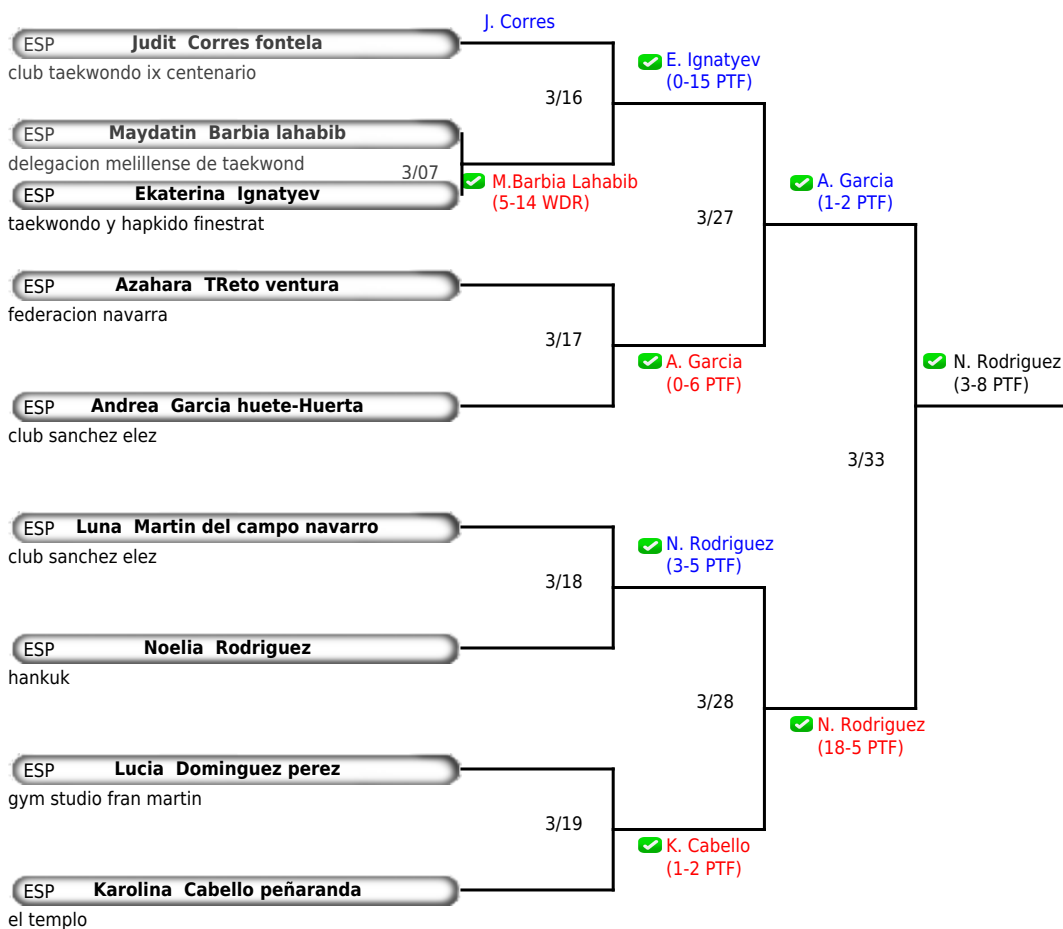 J. Corres
ESP Judit Corres fontela
club taekwondo ix centenario
E. Ignatyev
(0-15 PTF)
3/16
ESP Maydatin Barbia lahabib
delegacion melillense de taekwond
3/07
M.Barbia Lahabib
(5-14 WDR)
ESP Ekaterina Ignatyev
taekwondo y hapkido finestrat
A. Garcia
(1-2 PTF)
3/27
ESP Azahara TReto ventura
federacion navarra
3/17
A. Garcia
(0-6 PTF)
N. Rodriguez
(3-8 PTF)
ESP Andrea Garcia huete-Huerta
club sanchez elez
3/33
ESP Luna Martin del campo navarro
club sanchez elez
N. Rodriguez
(3-5 PTF)
3/18
ESP Noelia Rodriguez
hankuk
3/28
N. Rodriguez
(18-5 PTF)
ESP Lucia Dominguez perez
gym studio fran martin
3/19
K. Cabello
(1-2 PTF)
ESP Karolina Cabello peñaranda
el templo